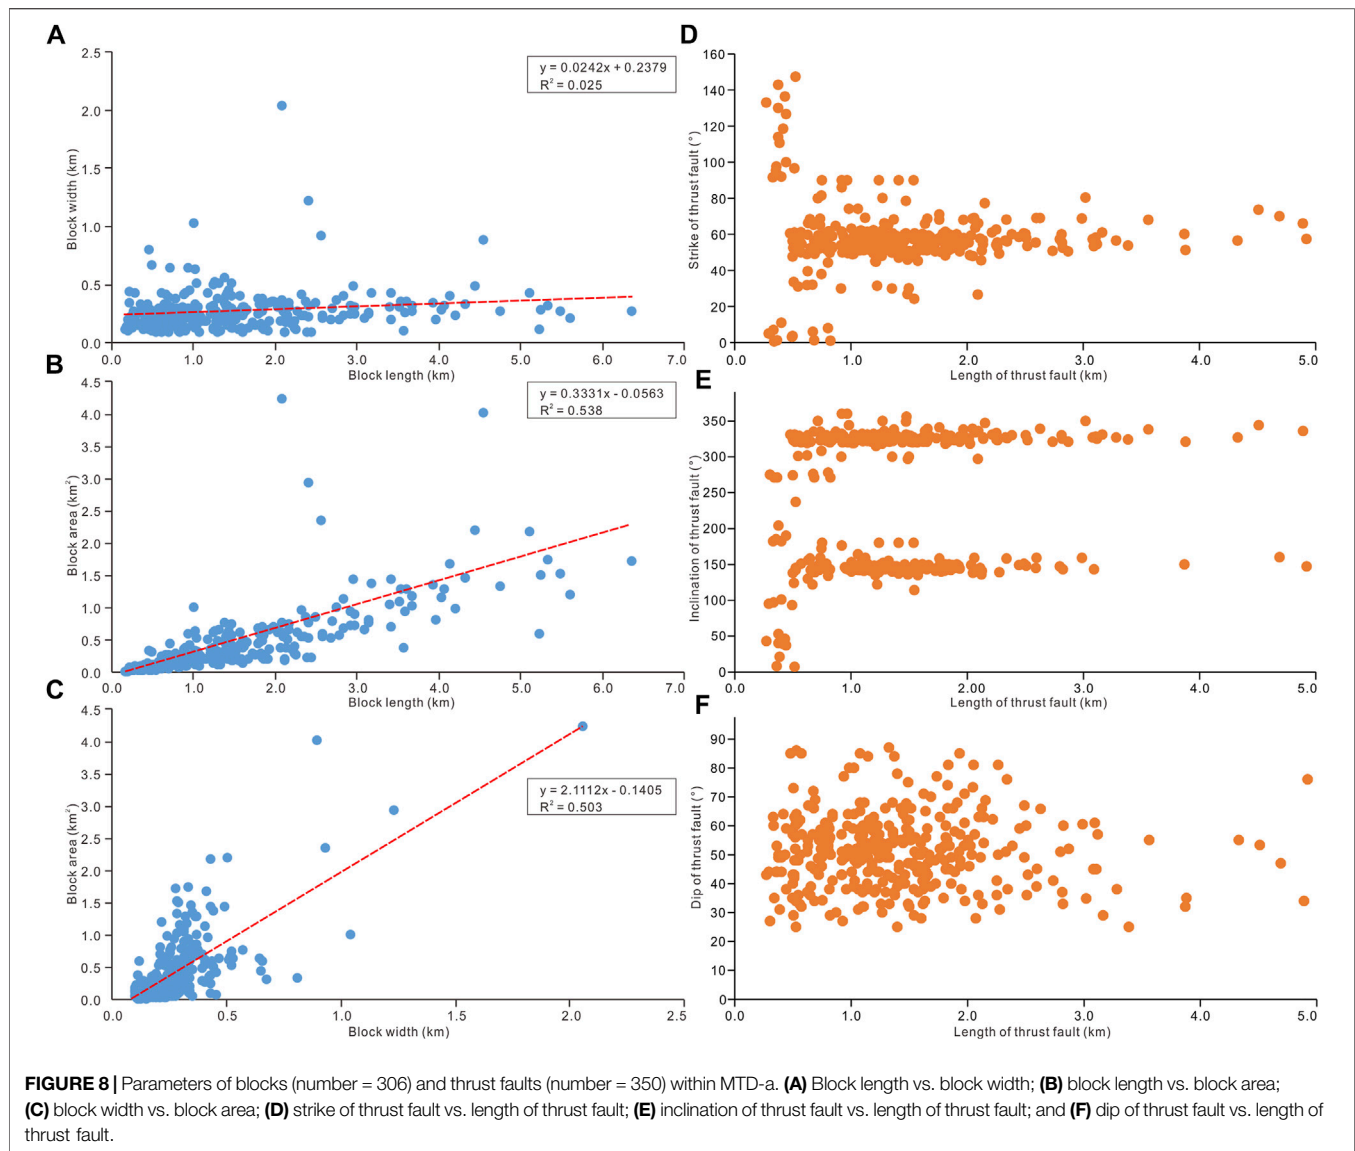 A
2.5
2.0
1.5
1.0
0.5
0.0
Block width (km)
y = 0.0242x + 0.2379
R² = 0.025
0.0 1.0 2.0 3.0 4.0 5.0 6.0 7.0
Block length (km)
B
4.5
4.0
3.5
3.0
2.5
2.0
1.5
1.0
0.5
0.0
Block area (km²)
y = 0.3331x - 0.0563
R² = 0.538
0.0 1.0 2.0 3.0 4.0 5.0 6.0 7.0
Block length (km)
C
4.5
4.0
3.5
3.0
2.5
2.0
1.5
1.0
0.5
0.0
Block area (km²)
y = 2.1112x - 0.1405
R² = 0.503
0.0 0.5 1.0 1.5 2.0 2.5
Block width (km)
D
160
140
120
100
80
60
40
20
0
Strike of thrust fault (°)
0.0 1.0 2.0 3.0 4.0 5.0
Length of thrust fault (km)
E
350
300
250
200
150
100
50
0
Inclination of thrust fault (°)
0.0 1.0 2.0 3.0 4.0 5.0
Length of thrust fault (km)
F
90
80
70
60
50
40
30
20
10
0
Dip of thrust fault (°)
0.0 1.0 2.0 3.0 4.0 5.0
Length of thrust fault (km)
FIGURE 8 | Parameters of blocks (number = 306) and thrust faults (number = 350) within MTD-a. (A) Block length vs. block width; (B) block length vs. block area;
(C) block width vs. block area; (D) strike of thrust fault vs. length of thrust fault; (E) inclination of thrust fault vs. length of thrust fault; and (F) dip of thrust fault vs. length of
thrust fault.